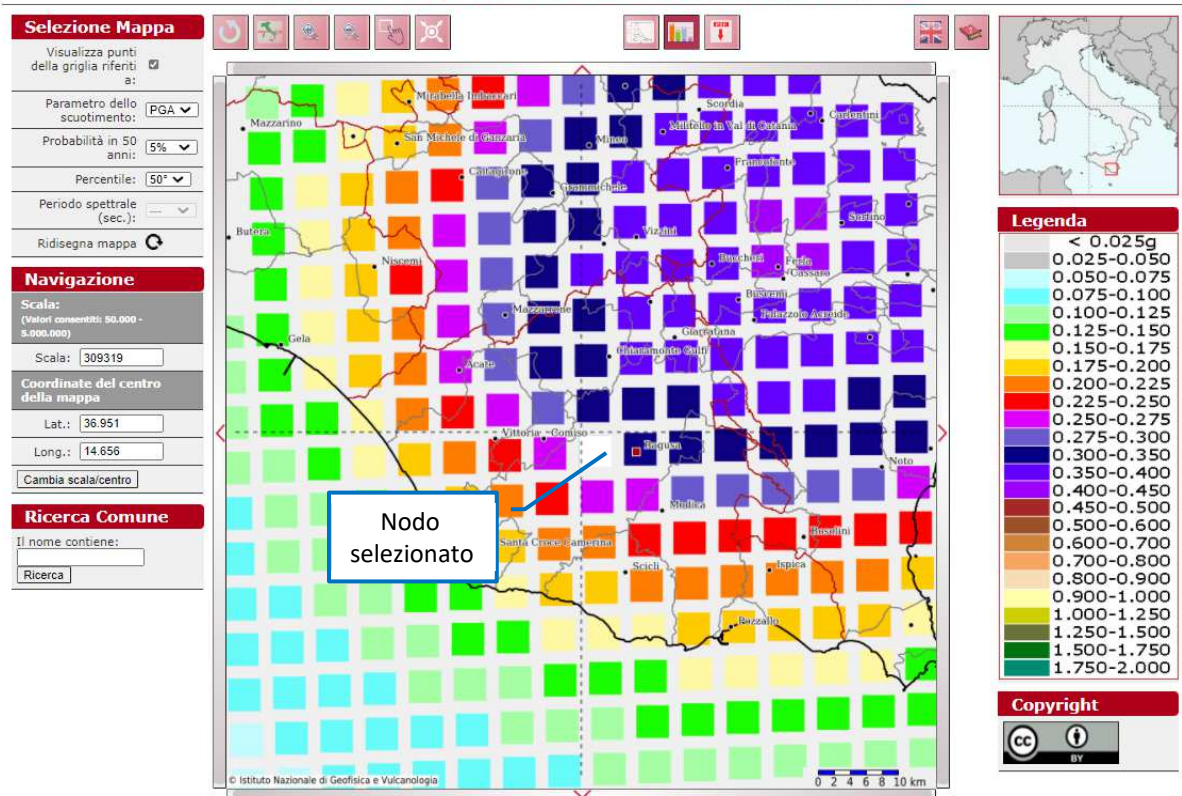 Selezione Mappa
Visualizza punti
della griglia riferiti
a:
Parametro dello
scuotimento: PGA
Probabilità in 50
anni: 5%
Percentile: 50°
Periodo spettrale
(sec.): ---
Ridisegna mappa
Navigazione
Scala:
(Valori consentiti: 50.000 -
5.000.000)
Scala: 309319
Coordinate del centro
della mappa
Lat.: 36.951
Long.: 14.656
Cambia scala/centro
Ricerca Comune
Il nome contiene:
Ricerca
Mirabella Imbaccari
Scordia
Mazzarino
Militello in Val di Catania
Carlentini
San Michele di Ganzaria
Mineo
Francofonte
Caltagirone
Grammichele
Sortino
Butera
Vizzini
Niscemi
Buccheri
Ferla
Cassaro
Buscemi
Mazzarrone
Palazzolo Acreide
Gela
Giarratana
Chiaramonte Gulfi
Acate
Vittoria
Comiso
Ragusa
Noto
Modica
Nodo
selezionato
Santa Croce Camerina
Rosolini
Scicli
Ispica
Pozzallo
© Istituto Nazionale di Geofisica e Vulcanologia
0 2 4 6 8 10 km
Legenda
< 0.025g
0.025-0.050
0.050-0.075
0.075-0.100
0.100-0.125
0.125-0.150
0.150-0.175
0.175-0.200
0.200-0.225
0.225-0.250
0.250-0.275
0.275-0.300
0.300-0.350
0.350-0.400
0.400-0.450
0.450-0.500
0.500-0.600
0.600-0.700
0.700-0.800
0.800-0.900
0.900-1.000
1.000-1.250
1.250-1.500
1.500-1.750
1.750-2.000
Copyright
cc
BY